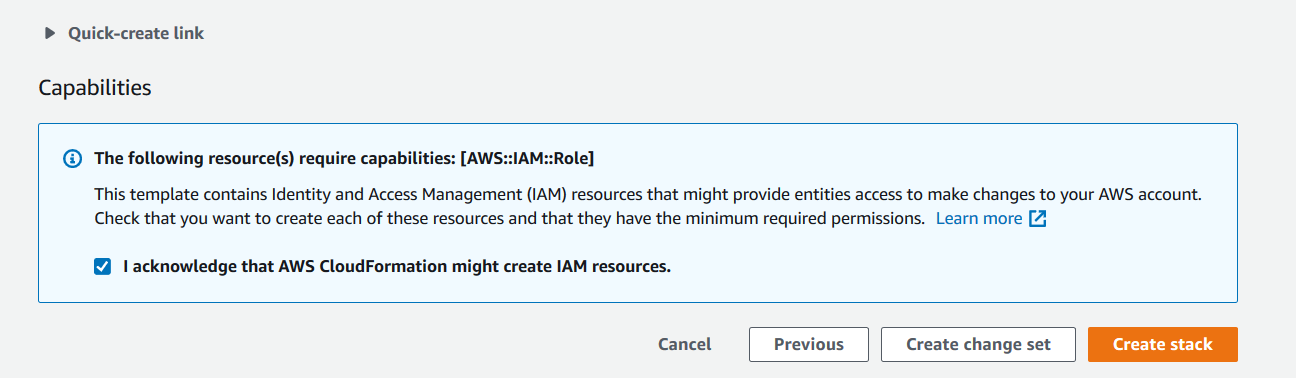 Quick-create link
Capabilities
The following resource(s) require capabilities: [AWS::IAM::Role]
This template contains Identity and Access Management (IAM) resources that might provide entities access to make changes to your AWS account.
Check that you want to create each of these resources and that they have the minimum required permissions. Learn more
I acknowledge that AWS CloudFormation might create IAM resources.
Cancel Previous Create change set Create stack